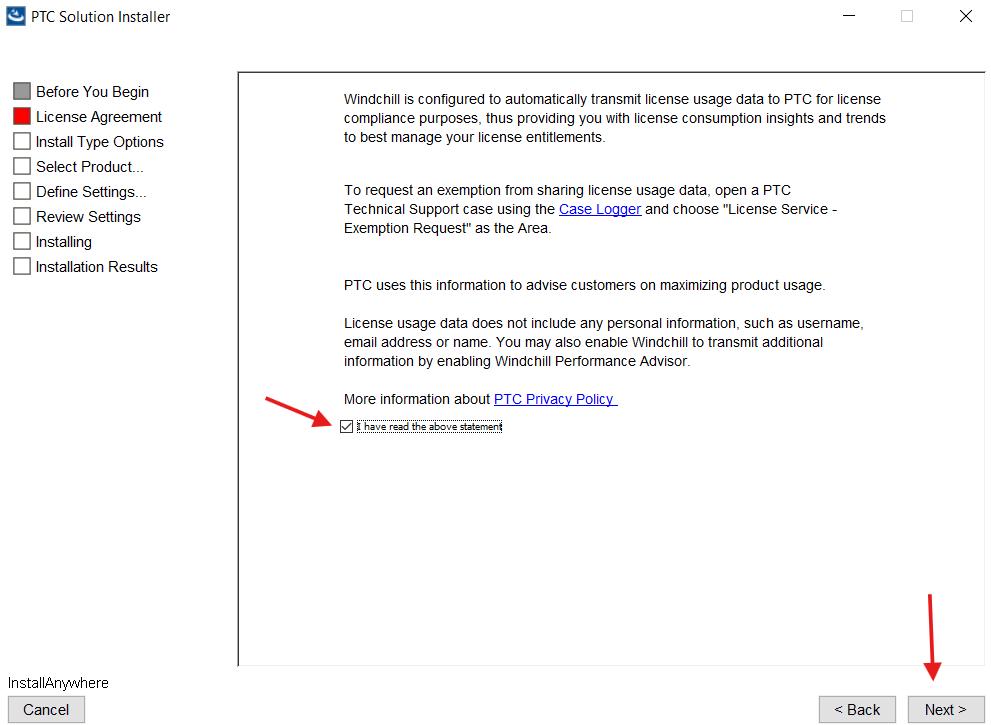 PTC Solution Installer
Before You Begin
License Agreement
Install Type Options
Select Product...
Define Settings...
Review Settings
Installing
Installation Results
Windchill is configured to automatically transmit license usage data to PTC for license
compliance purposes, thus providing you with license consumption insights and trends
to best manage your license entitlements.
To request an exemption from sharing license usage data, open a PTC
Technical Support case using the Case Logger and choose "License Service -
Exemption Request" as the Area.
PTC uses this information to advise customers on maximizing product usage.
License usage data does not include any personal information, such as username,
email address or name. You may also enable Windchill to transmit additional
information by enabling Windchill Performance Advisor.
More information about PTC Privacy Policy
I have read the above statement
InstallAnywhere
Cancel
< Back
Next >